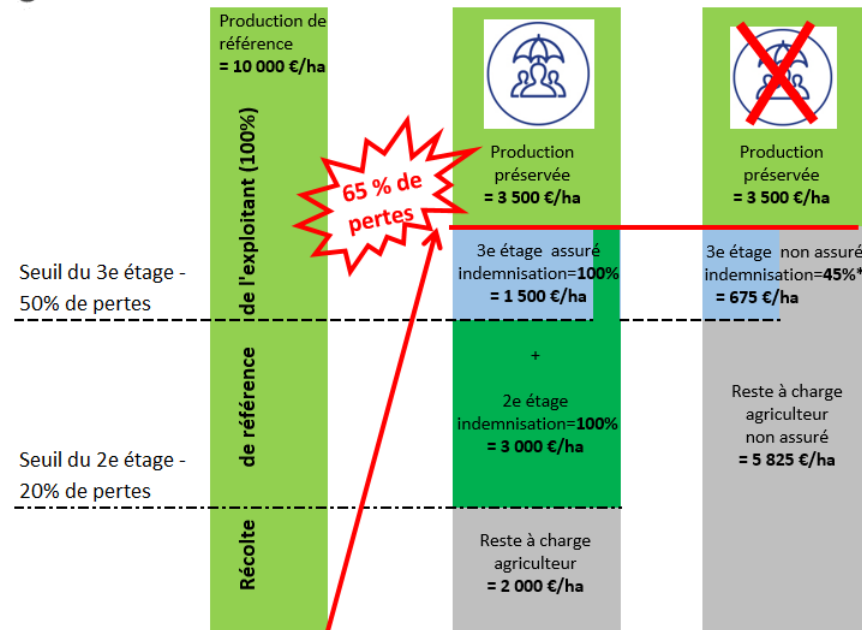 Production de
référence
= 10 000 €/ha
Récolte de référence de l'exploitant (100%)
65 % de
pertes
Seuil du 3e étage -
50% de pertes
Seuil du 2e étage -
20% de pertes
Production
préservée
= 3 500 €/ha
3e étage assuré
indemnisation=100%
= 1 500 €/ha
+
2e étage
indemnisation=100%
= 3 000 €/ha
Reste à charge
agriculteur
= 2 000 €/ha
Production
préservée
= 3 500 €/ha
3e étage non assuré
indemnisation=45%*
= 675 €/ha
Reste à charge
agriculteur
non assuré
= 5 825 €/ha